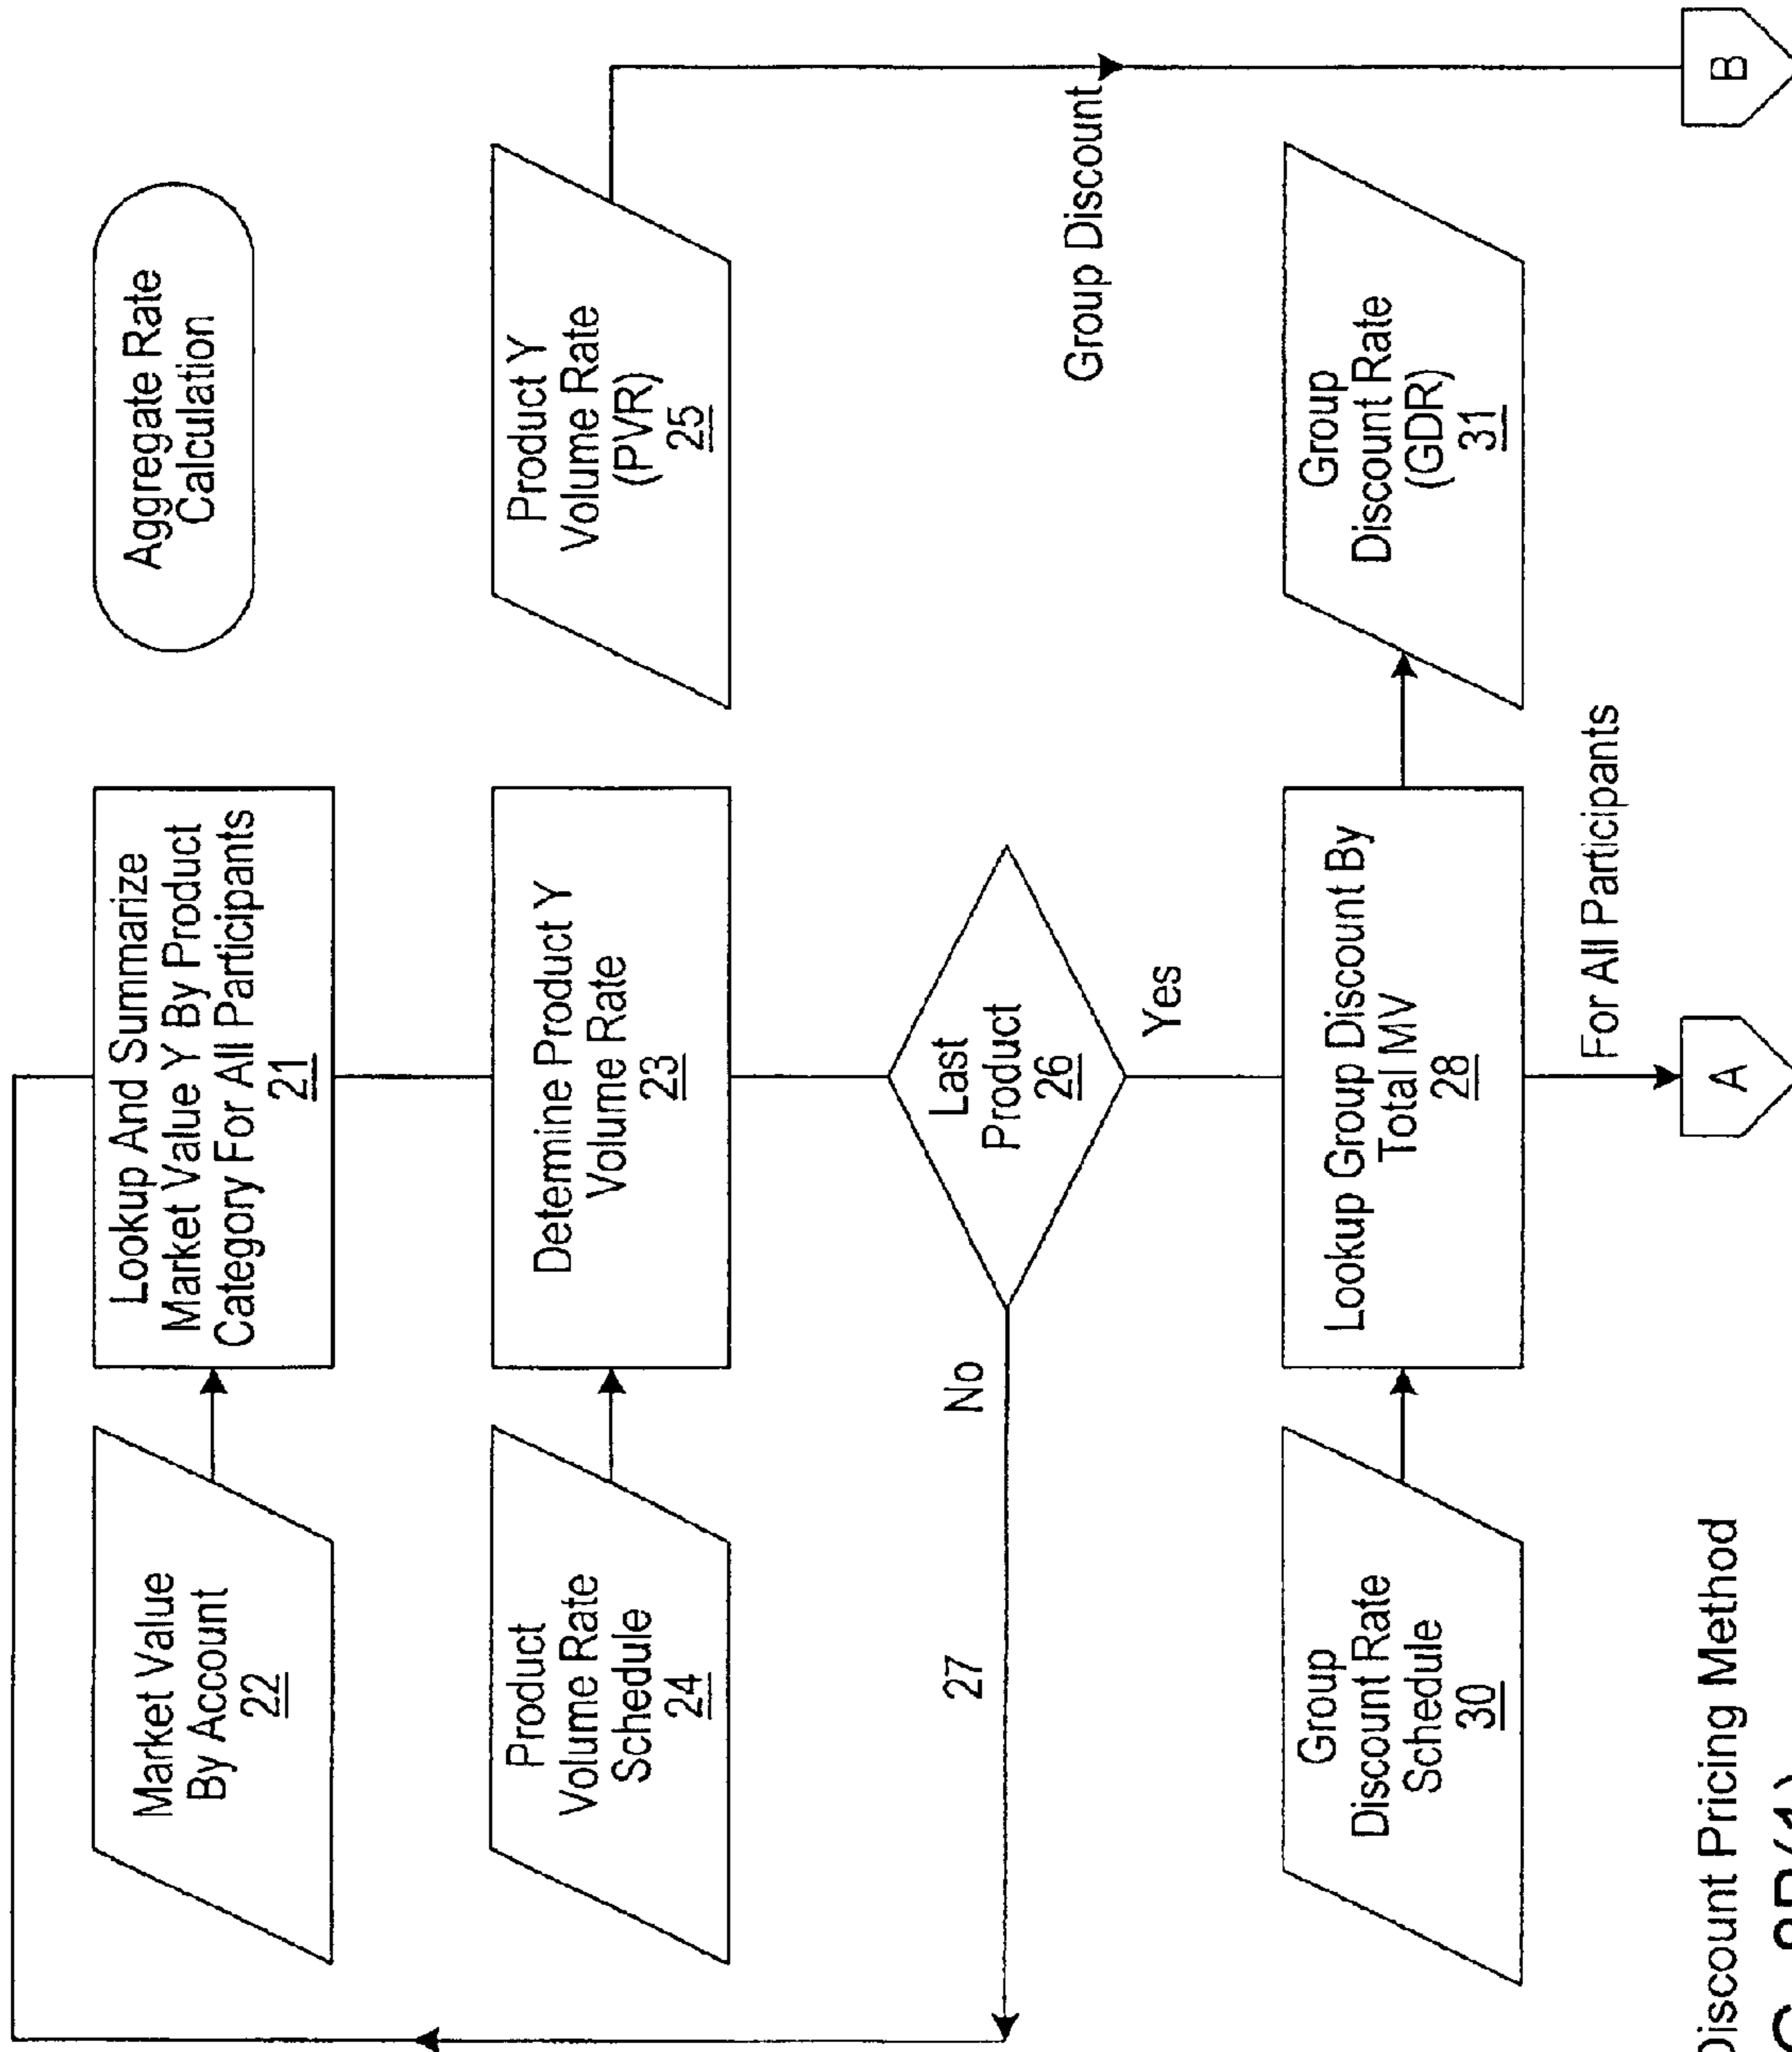 Aggregate Rate
Calculation
Lookup And Summarize
Market Value Y By Product
Category For All Participants
21
Market Value
By Account
22
Product Y
Volume Rate
(PVR)
25
Determine Product Y
Volume Rate
23
Product
Volume Rate
Schedule
24
Last
Product
26
No
27
Yes
Group Discount
Group
Discount Rate
(GDR)
31
Lookup Group Discount By
Total MV
28
Group
Discount Rate
Schedule
30
For All Participants
A
B
Discount Pricing Method